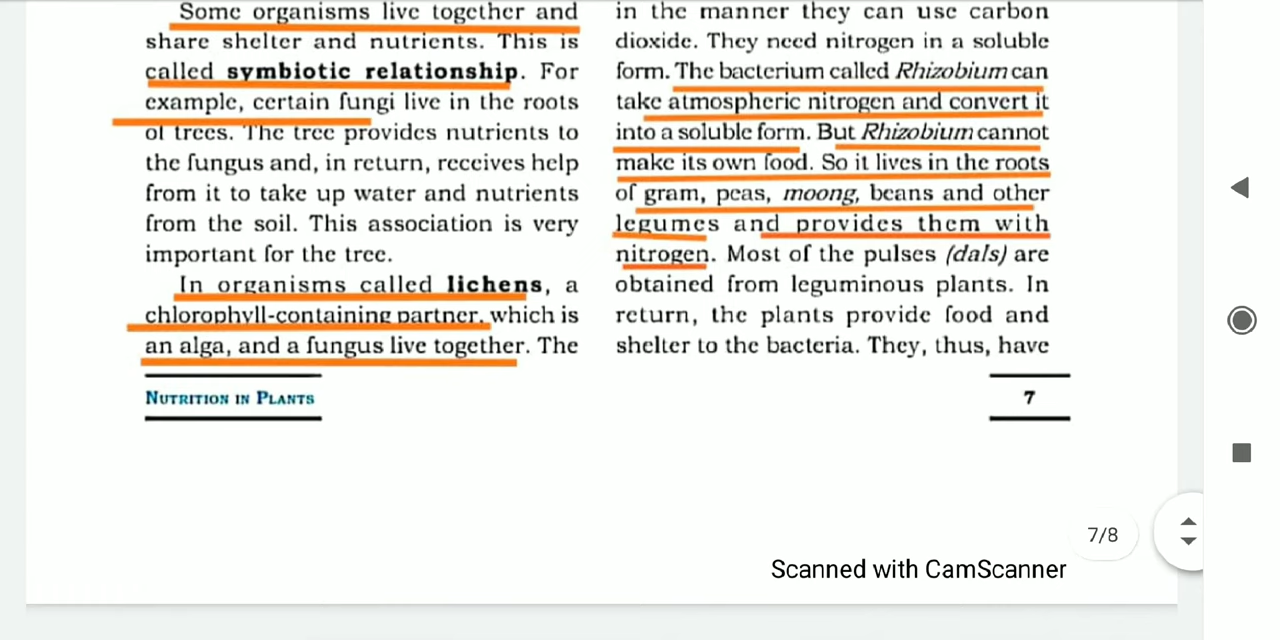 Some organisms live together and
share shelter and nutrients. This is
called symbiotic relationship. For
example, certain fungi live in the roots
of trees. The tree provides nutrients to
the fungus and, in return, receives help
from it to take up water and nutrients
from the soil. This association is very
important for the tree.
In organisms called lichens, a
chlorophyll-containing partner, which is
an alga, and a fungus live together. The
in the manner they can use carbon
dioxide. They need nitrogen in a soluble
form. The bacterium called Rhizobium can
take atmospheric nitrogen and convert it
into a soluble form. But Rhizobium cannot
make its own food. So it lives in the roots
of gram, peas, moong, beans and other
legumes and provides them with
nitrogen. Most of the pulses (dals) are
obtained from leguminous plants. In
return, the plants provide food and
shelter to the bacteria. They, thus, have
NUTRITION IN PLANTS
7
7/8
Scanned with CamScanner